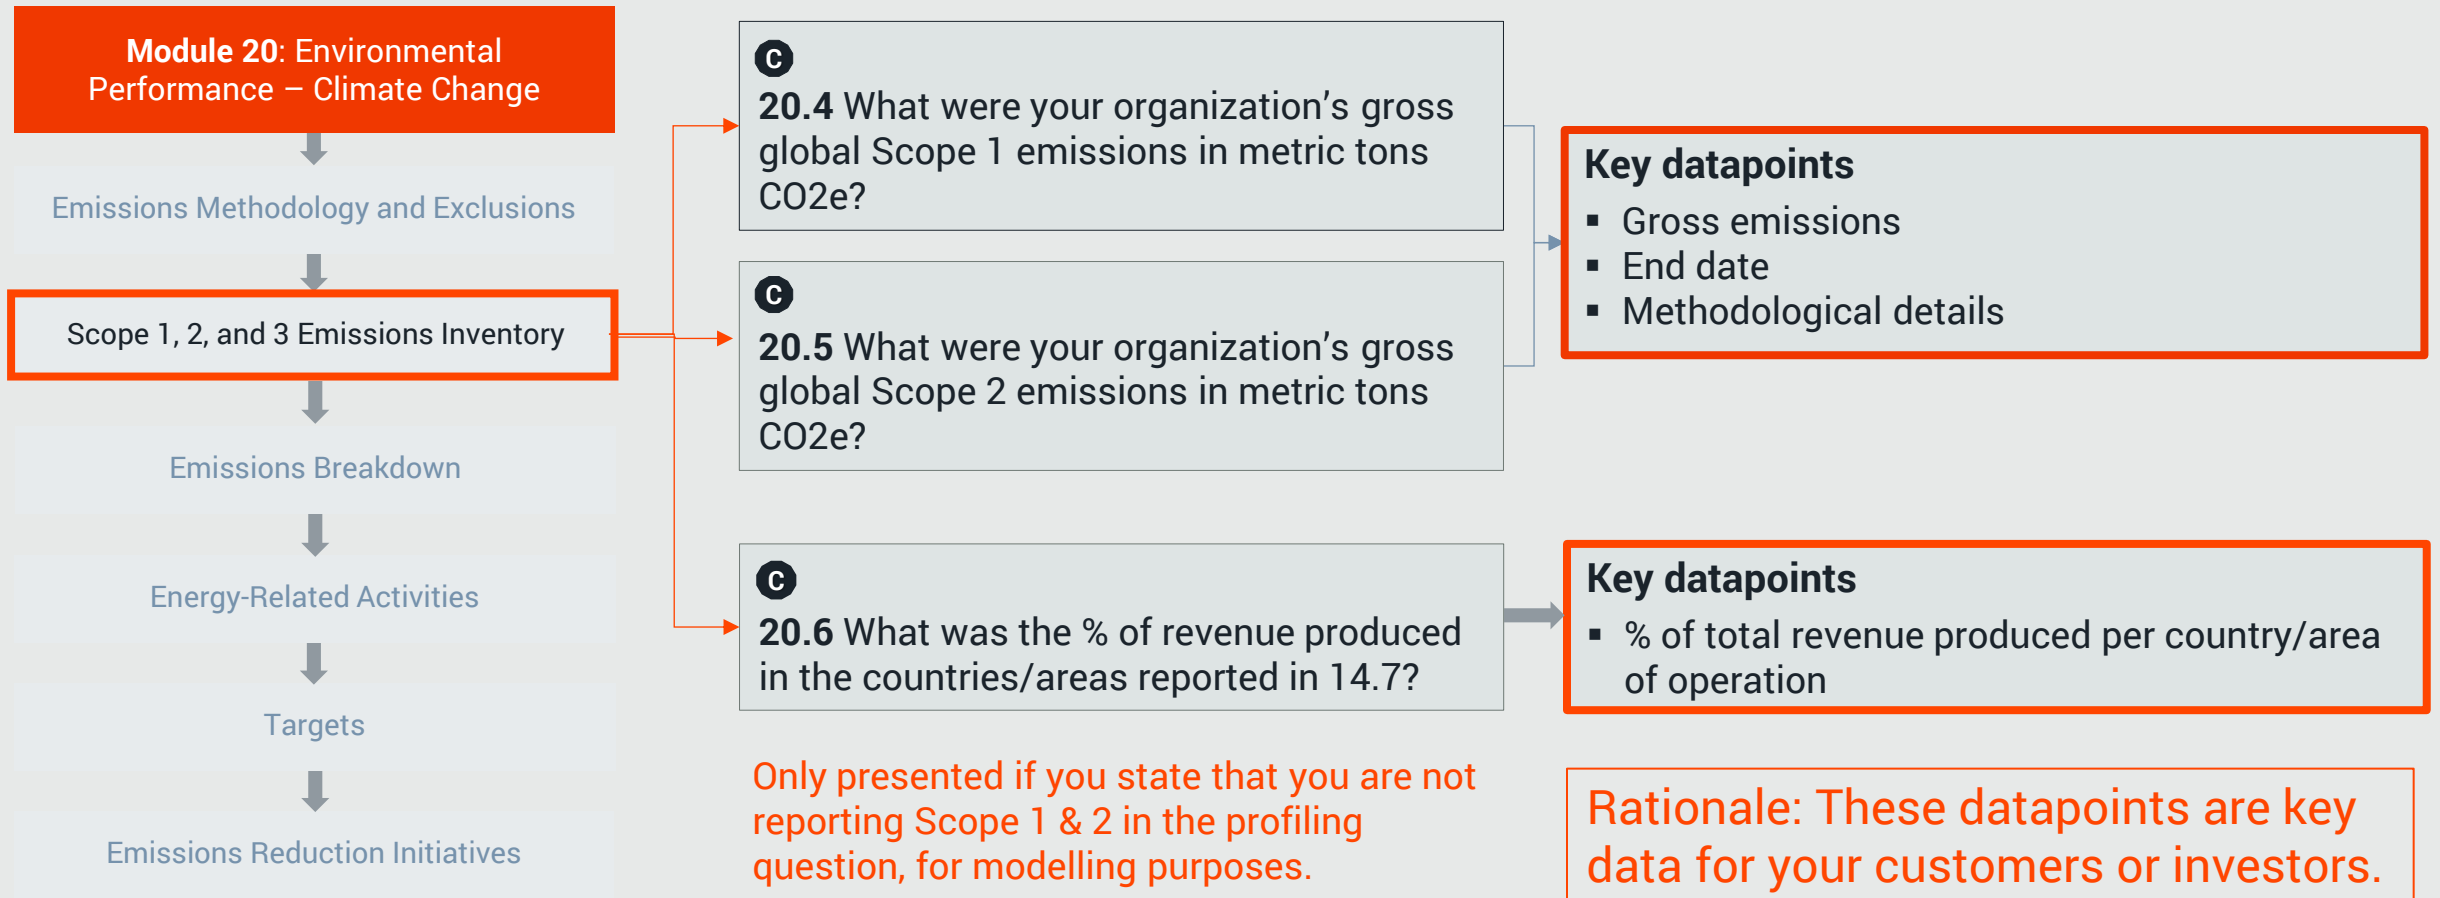 Module 20: Environmental
Performance – Climate Change
Emissions Methodology and Exclusions
Scope 1, 2, and 3 Emissions Inventory
Emissions Breakdown
Energy-Related Activities
Targets
Emissions Reduction Initiatives
C
20.4 What were your organization's gross
global Scope 1 emissions in metric tons
CO2e?
C
20.5 What were your organization's gross
global Scope 2 emissions in metric tons
CO2e?
Key datapoints
▪ Gross emissions
▪ End date
▪ Methodological details
C
20.6 What was the % of revenue produced
in the countries/areas reported in 14.7?
Key datapoints
▪ % of total revenue produced per country/area
of operation
Only presented if you state that you are not
reporting Scope 1 & 2 in the profiling
question, for modelling purposes.
Rationale: These datapoints are key
data for your customers or investors.